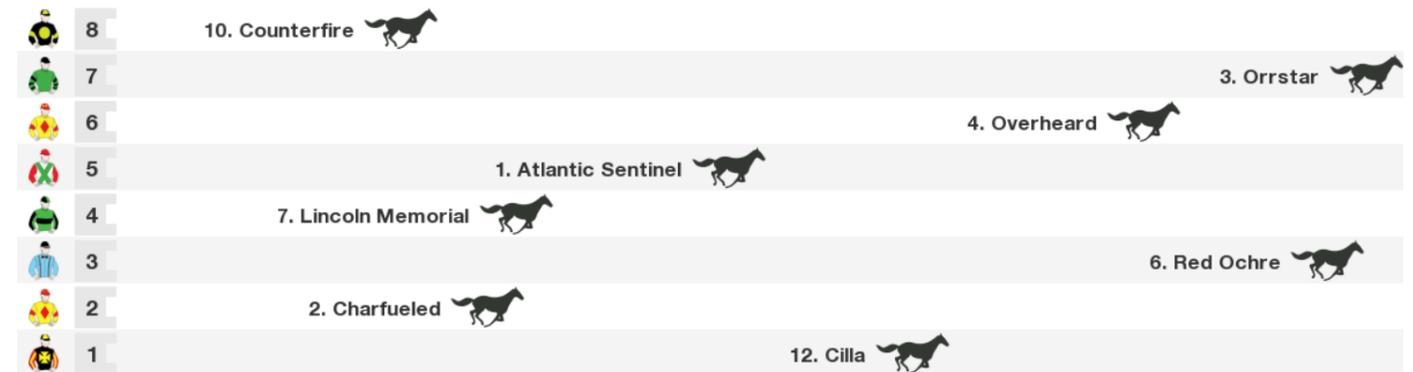 8 10. Counterfire
7 3. Orrstar
6 4. Overheard
5 1. Atlantic Sentinel
4 7. Lincoln Memorial
3 6. Red Ochre
2 2. Charfueled
1 12. Cilla